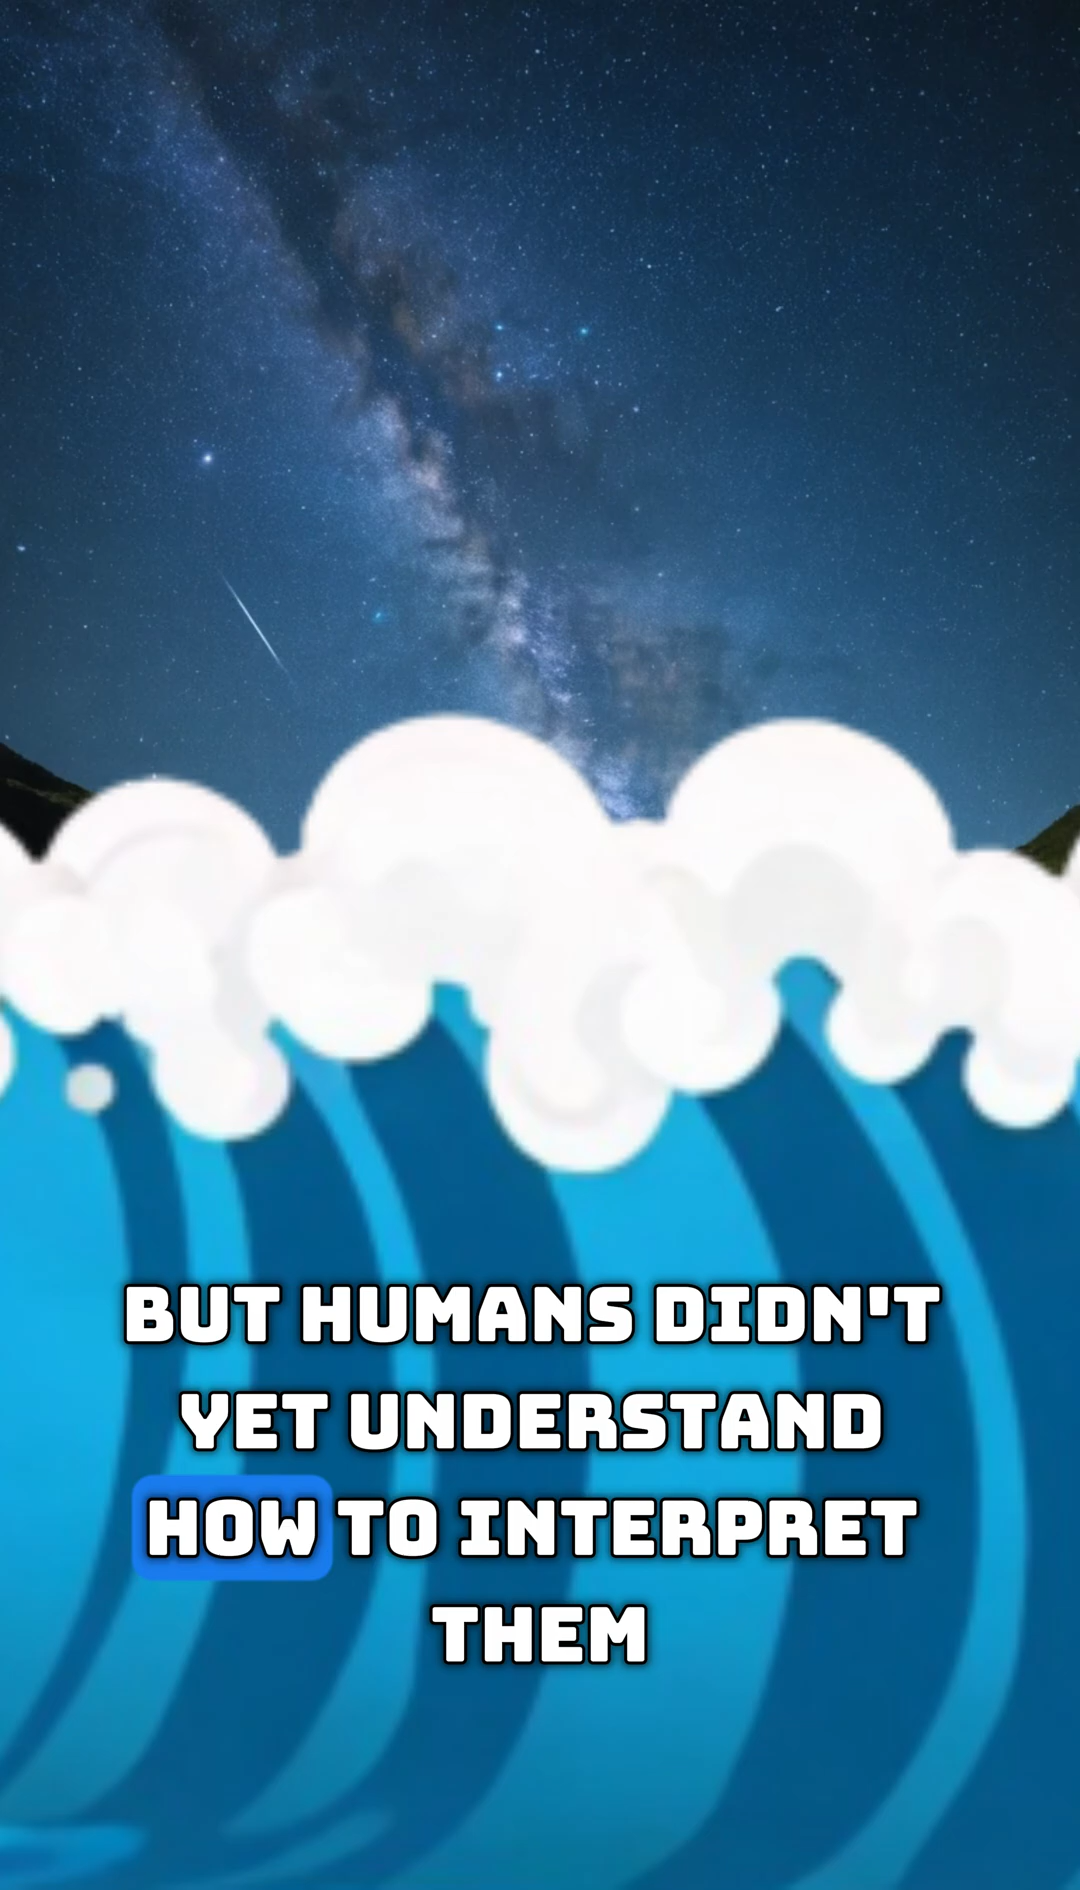 BUT HUMANS DIDN'T
YET UNDERSTAND
HOW TO INTERPRET
THEM